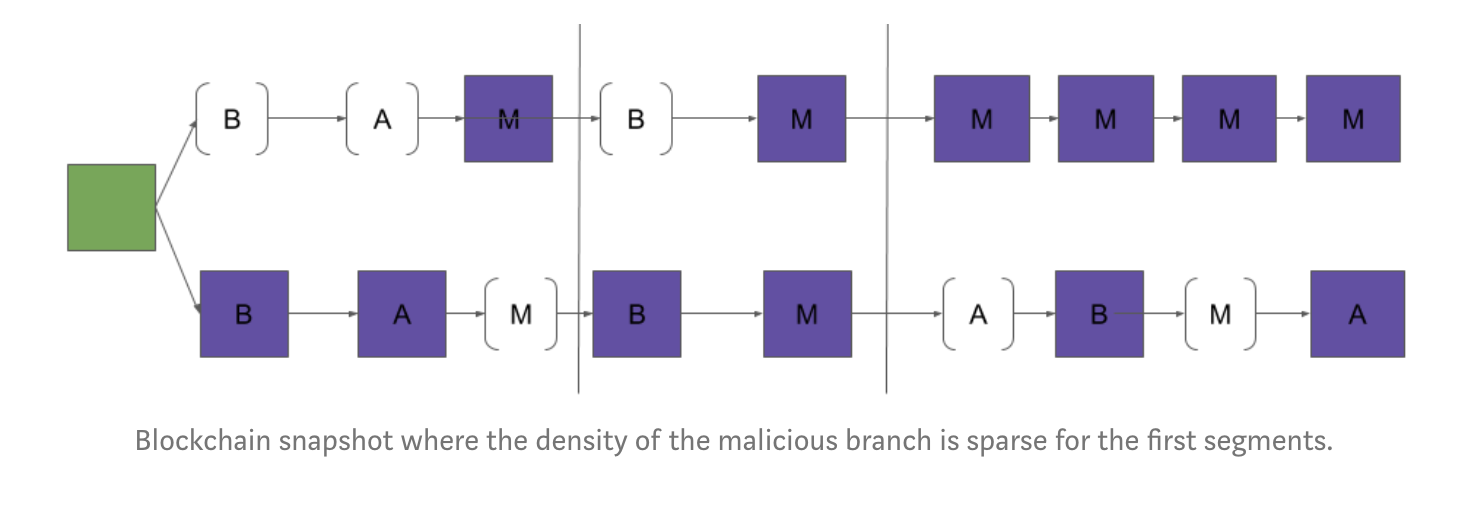 B A M B M M M M M
B A M B M A B M A
Blockchain snapshot where the density of the malicious branch is sparse for the first segments.